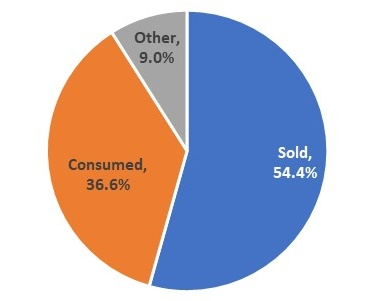 Other,
9.0%
Sold,
54.4%
Consumed,
36.6%